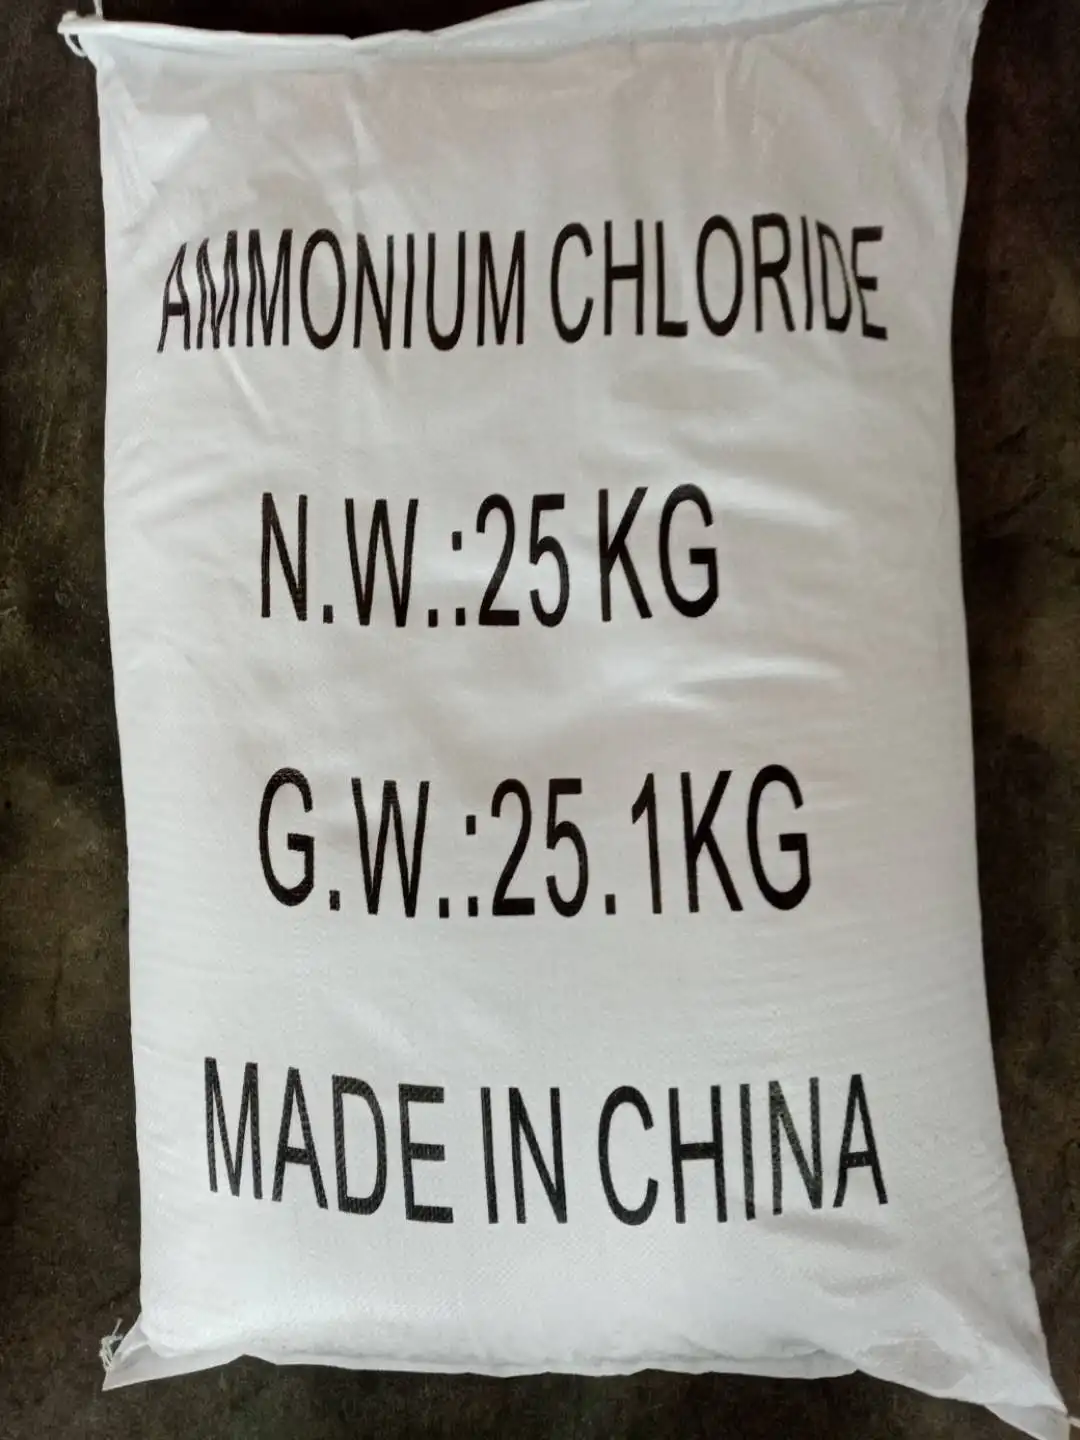 AMMONIUM CHLORIDE
N.W.:25 KG
G.W.:25.1KG
MADE IN CHINA